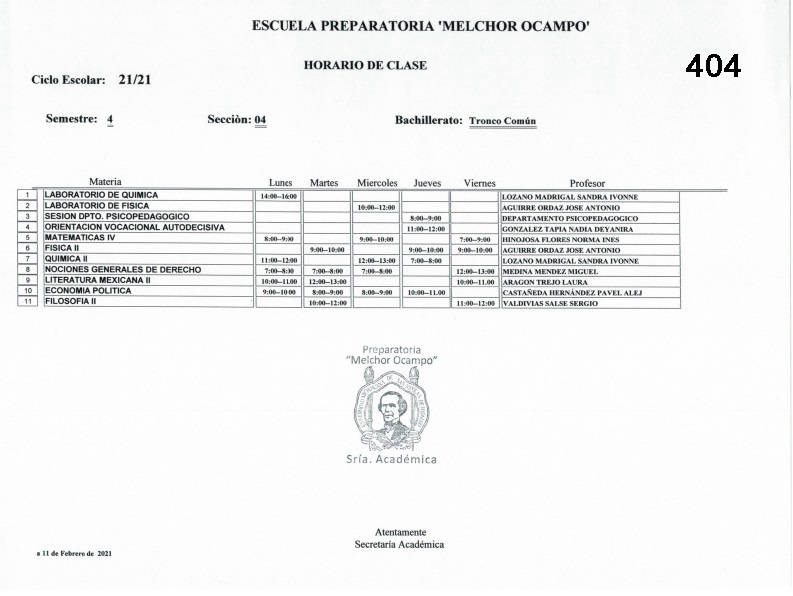 ESCUELA PREPARATORIA 'MELCHOR OCAMPO'
HORARIO DE CLASE
404
Ciclo Escolar: 21/21
Semestre: 4 Secciòn: 04 Bachillerato: Tronco Común
Materia Lunes Martes Miercoles Jueves Viernes Profesor
1 LABORATORIO DE QUIMICA 14:00--16:00 LOZANO MADRIGAL SANDRA IVONNE
2 LABORATORIO DE FISICA 10:00--12:00 AGUIRRE ORDAZ JOSE ANTONIO
3 SESION DPTO. PSICOPEDAGOGICO 8:00--9:00 DEPARTAMENTO PSICOPEDAGOGICO
4 ORIENTACION VOCACIONAL AUTODECISIVA 11:00--12:00 GONZALEZ TAPIA NADIA DEYANIRA
5 MATEMATICAS IV 8:00--9:00 9:00--10:00 7:00--9:00 HINOJOSA FLORES NORMA INES
6 FISICA II 9:00--10:00 9:00--10:00 9:00--10:00 AGUIRRE ORDAZ JOSE ANTONIO
7 QUIMICA II 11:00--12:00 12:00--13:00 7:00--8:00 LOZANO MADRIGAL SANDRA IVONNE
8 NOCIONES GENERALES DE DERECHO 7:00--8:00 7:00--8:00 7:00--8:00 12:00--13:00 MEDINA MENDEZ MIGUEL
9 LITERATURA MEXICANA II 10:00--11.00 12:00--13:00 10:00--11.00 ARAGON TREJO LAURA
10 ECONOMIA POLITICA 9:00--10:00 8:00--9:00 8:00--9:00 10:00--11.00 CASTAÑEDA HERNÁNDEZ PAVEL ALEJ
11 FILOSOFIA II 10:00--12:00 11:00--12:00 VALDIVIAS SALSE SERGIO
Preparatoria
"Melchor Ocampo"
Sría. Académica
Atentamente
Secretaría Académica
a 11 de Febrero de 2021